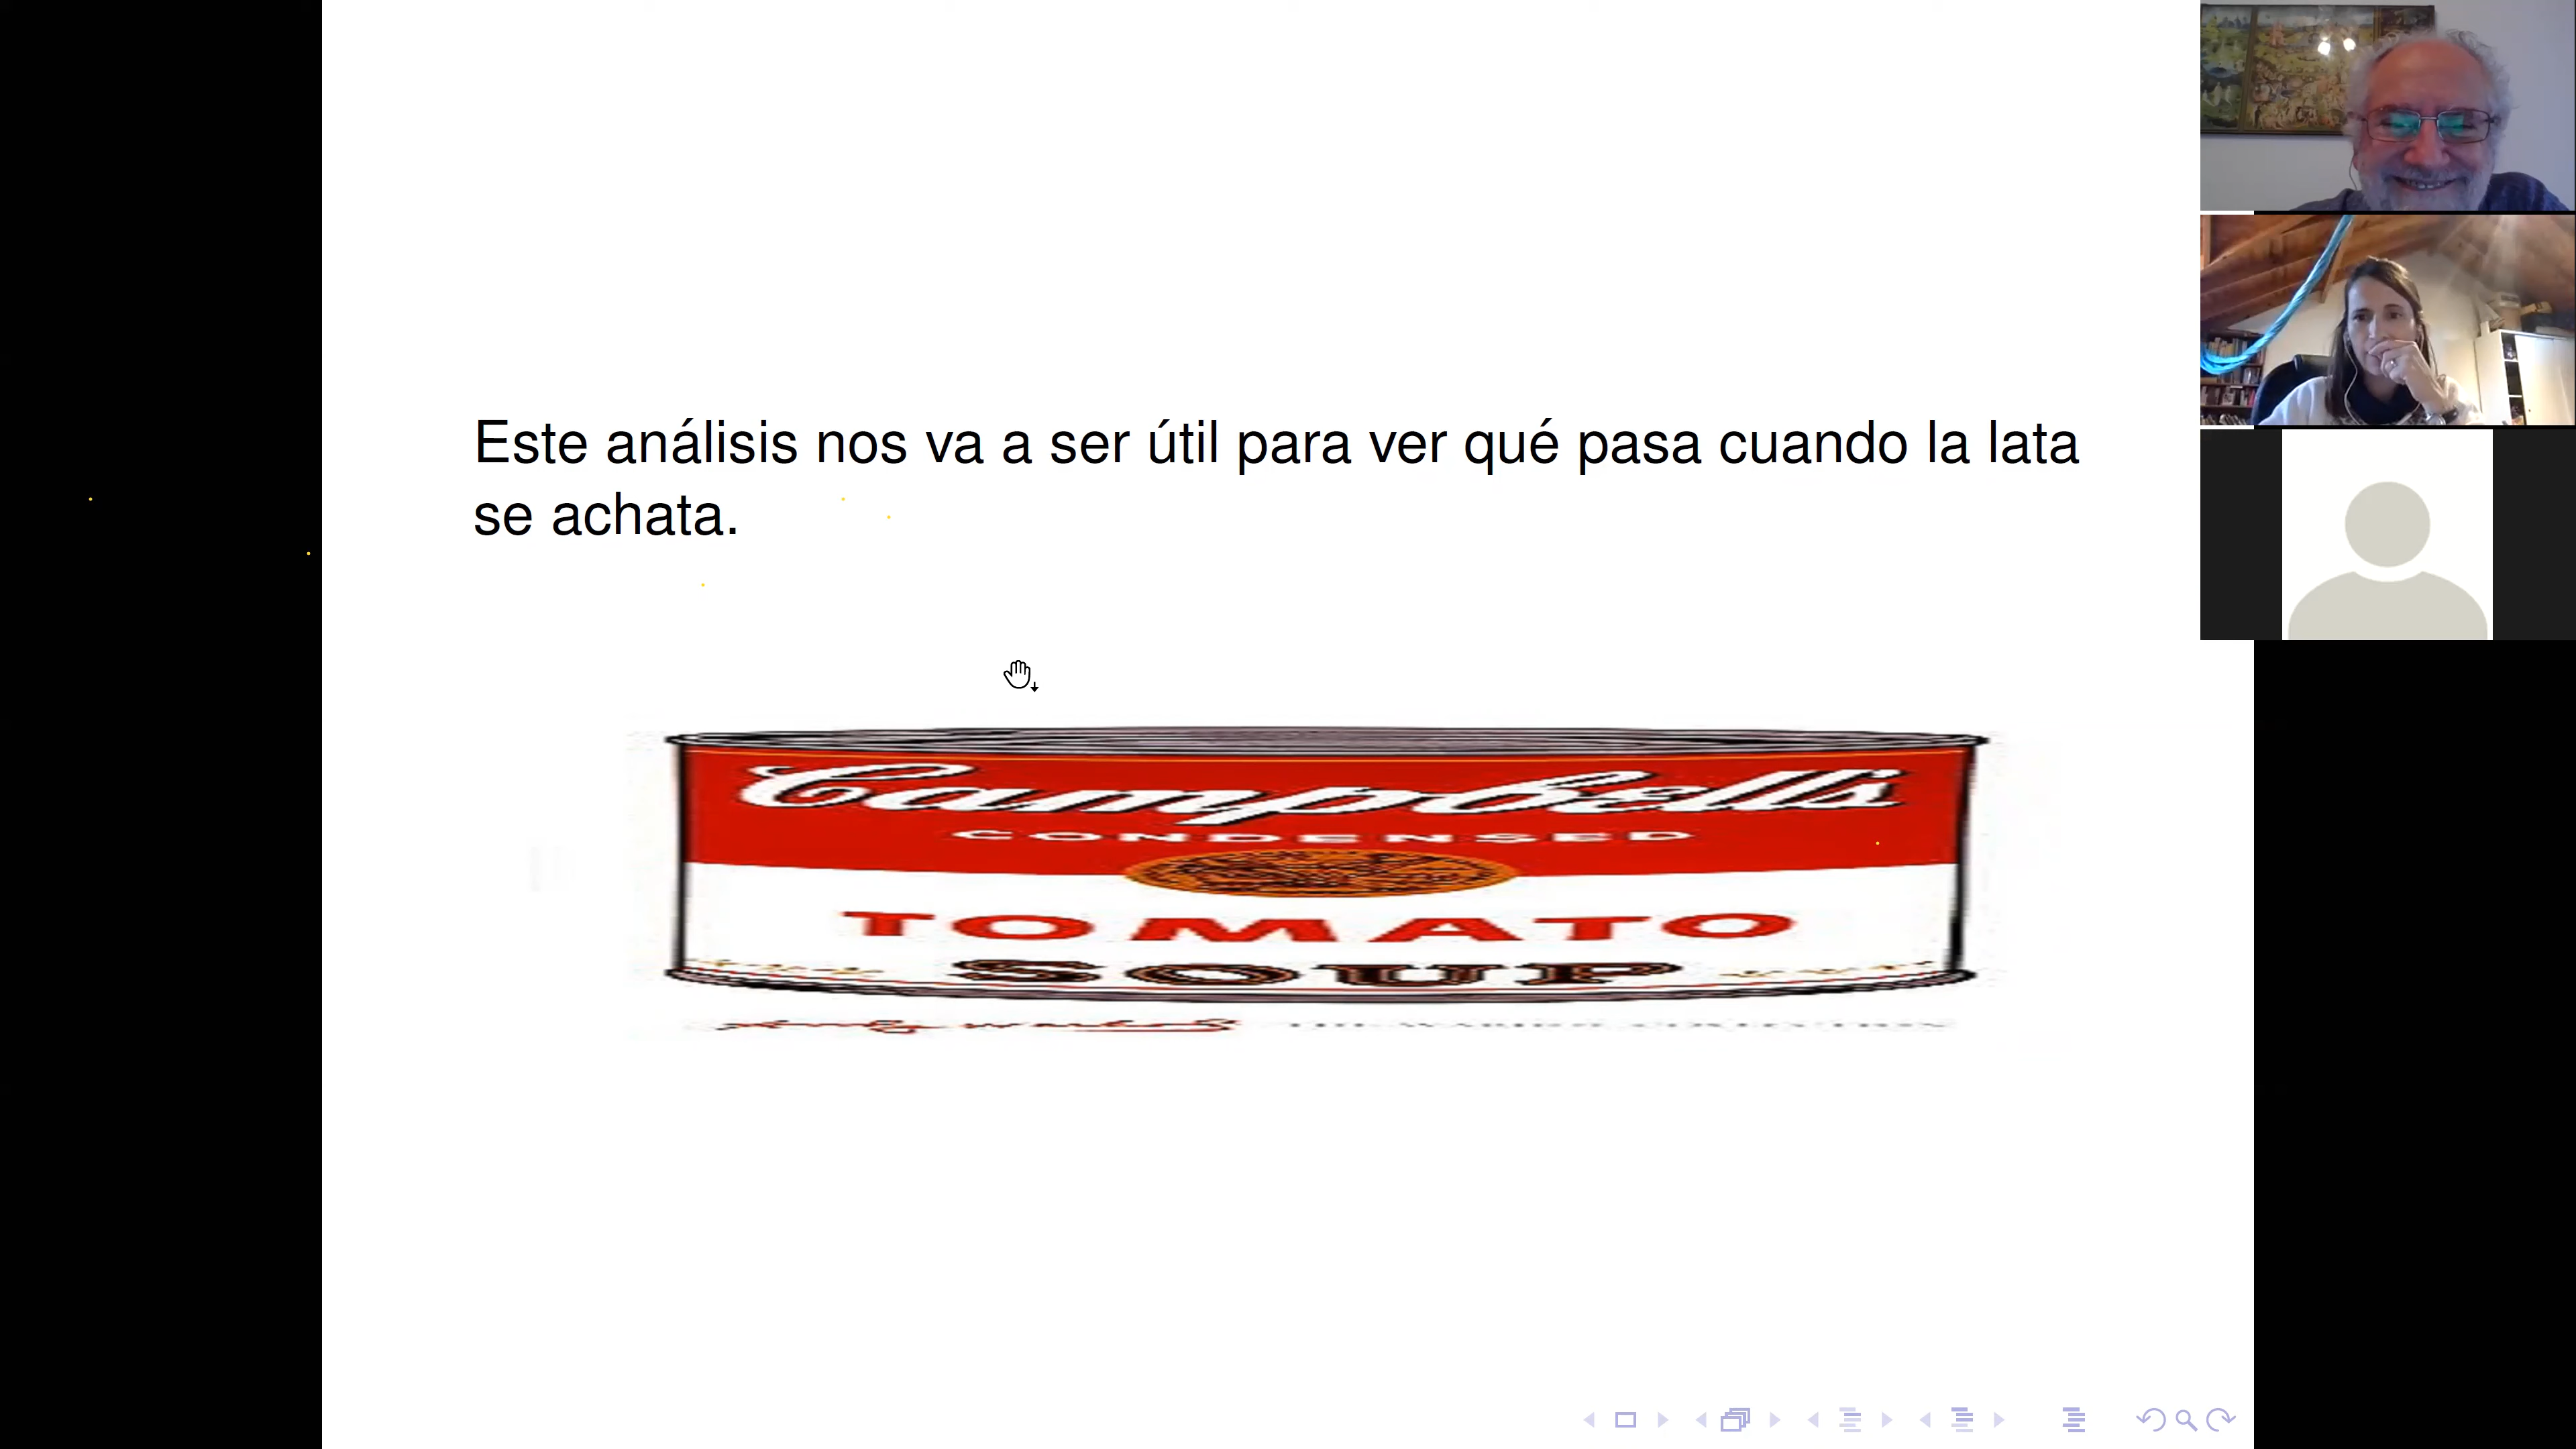 Este análisis nos va a ser útil para ver qué pasa cuando la lata
se achata.
Campbell's
CONDENSED
TOMATO
SOUP